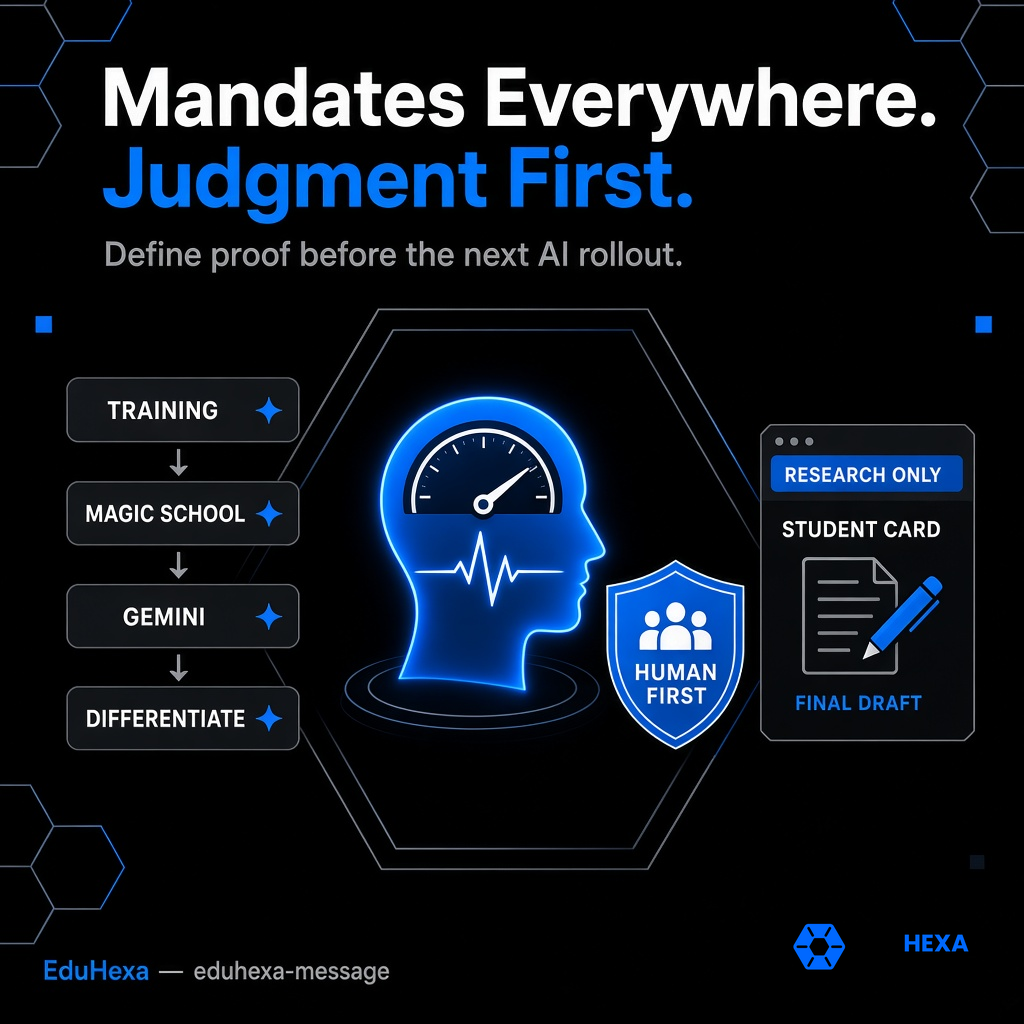 Mandates Everywhere.
Judgment First.
Define proof before the next AI rollout.
TRAINING
MAGIC SCHOOL
GEMINI
DIFFERENTIATE
HUMAN
FIRST
RESEARCH ONLY
STUDENT CARD
FINAL DRAFT
EduHexa — eduhexa-message
HEXA